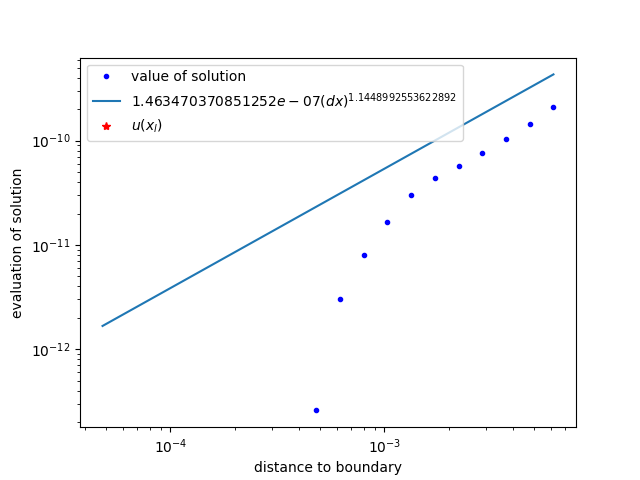 value of solution
1.463470370851252e − 07(dx)^1.1448992553622892
u(x_l)
10^−10
10^−11
10^−12
evaluation of solution
10^−4 10^−3
distance to boundary